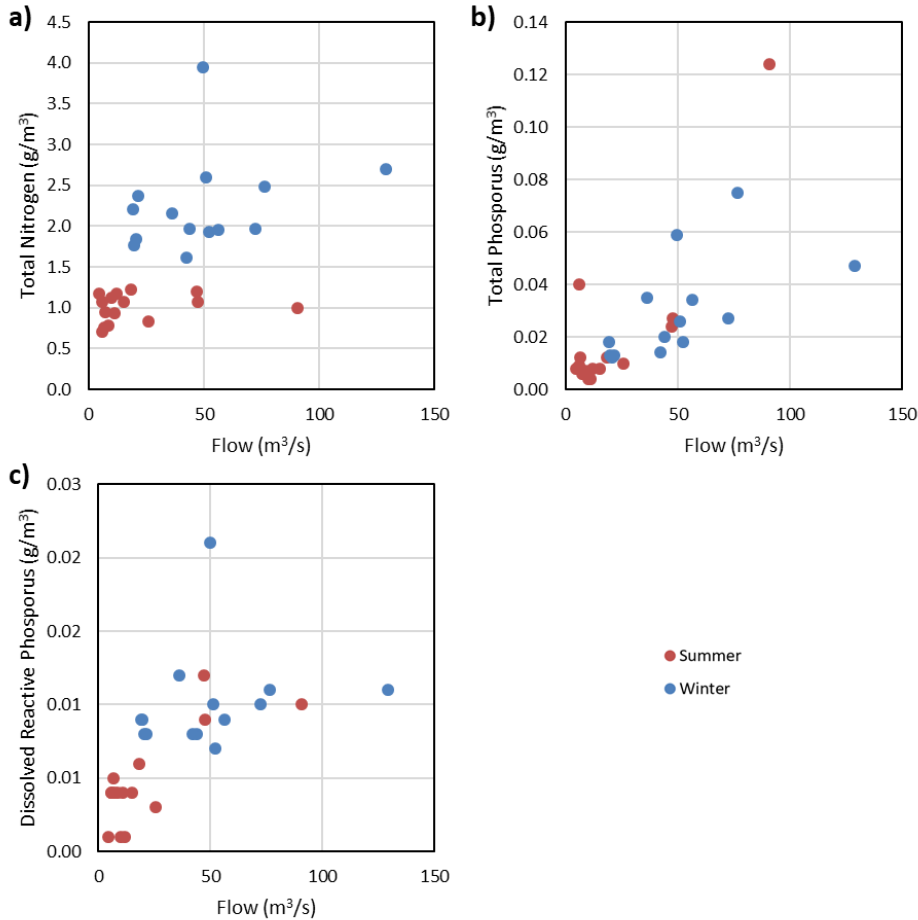 a)
4.5
4.0
3.5
3.0
2.5
2.0
1.5
1.0
0.5
0.0
Total Nitrogen (g/m³)
0 50 100 150
Flow (m³/s)
b)
0.14
0.12
0.10
0.08
0.06
0.04
0.02
0.00
Total Phosporus (g/m³)
0 50 100 150
Flow (m³/s)
c)
0.03
0.02
0.02
0.01
0.01
0.00
Dissolved Reactive Phosporus (g/m³)
0 50 100 150
Flow (m³/s)
Summer
Winter